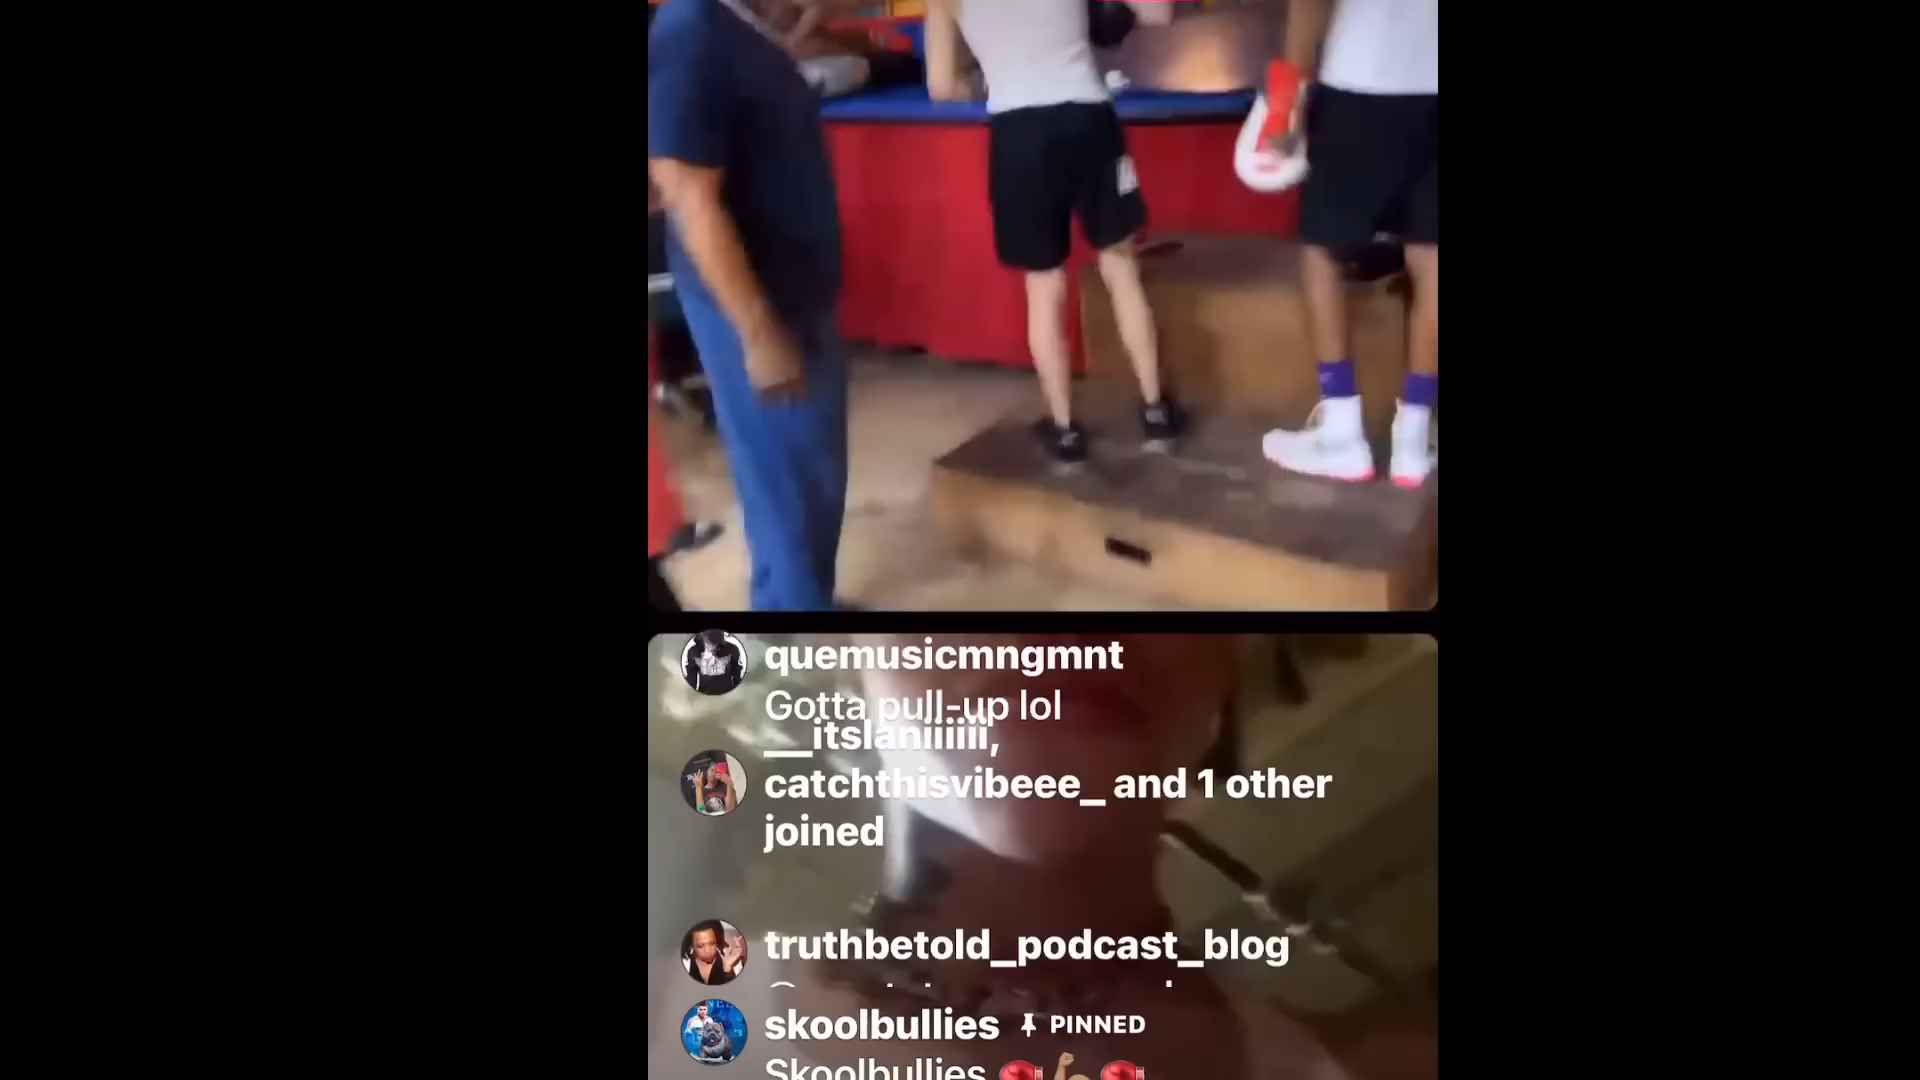 quemusicmngmnt
Gotta pull-up lol
__itslaniiiiii,
catchthisvibeee_ and 1 other
joined
truthbetold_podcast_blog
skoolbullies PINNED
Skoolbullies 🥊💪🏽🥊